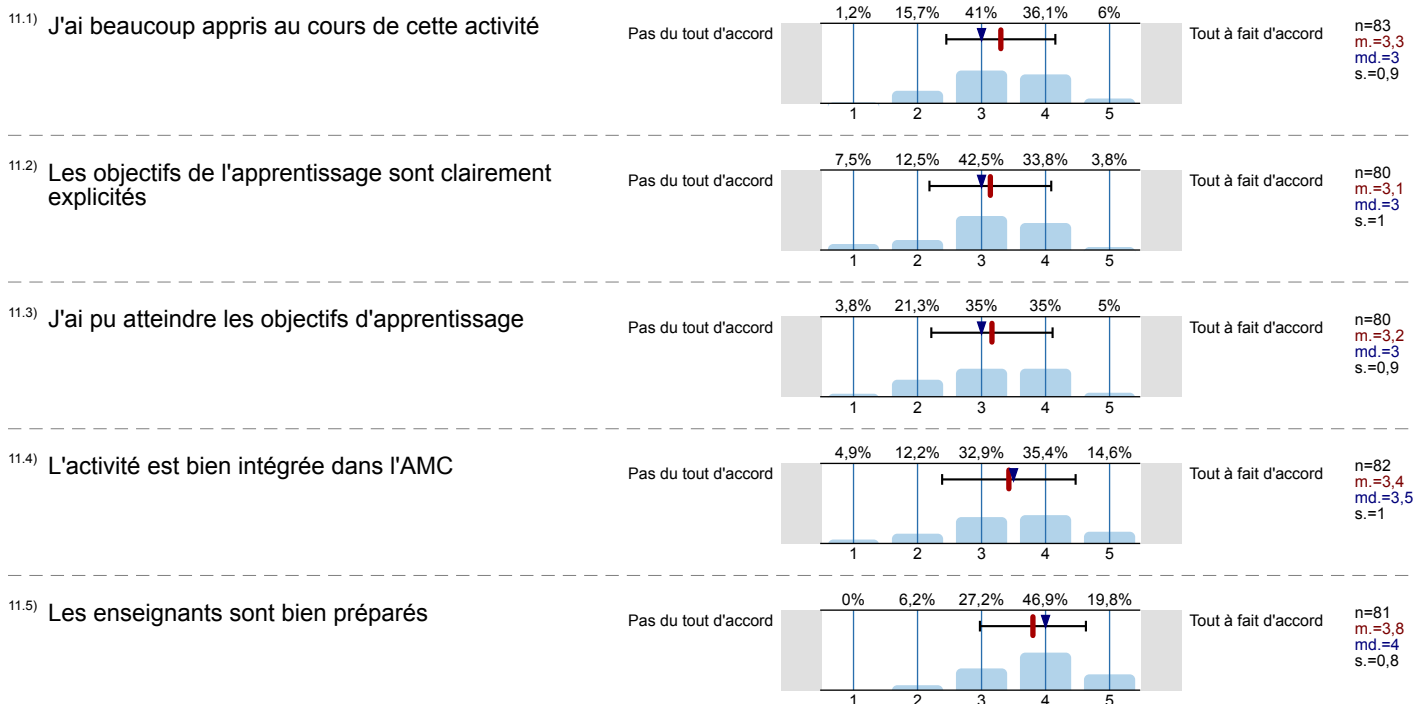 11.1) J'ai beaucoup appris au cours de cette activité
Pas du tout d'accord
1,2% 15,7% 41% 36,1% 6%
1 2 3 4 5
Tout à fait d'accord
n=83
m.=3,3
md.=3
s.=0,9
11.2) Les objectifs de l'apprentissage sont clairement
explicités
Pas du tout d'accord
7,5% 12,5% 42,5% 33,8% 3,8%
1 2 3 4 5
Tout à fait d'accord
n=80
m.=3,1
md.=3
s.=1
11.3) J'ai pu atteindre les objectifs d'apprentissage
Pas du tout d'accord
3,8% 21,3% 35% 35% 5%
1 2 3 4 5
Tout à fait d'accord
n=80
m.=3,2
md.=3
s.=0,9
11.4) L'activité est bien intégrée dans l'AMC
Pas du tout d'accord
4,9% 12,2% 32,9% 35,4% 14,6%
1 2 3 4 5
Tout à fait d'accord
n=82
m.=3,4
md.=3,5
s.=1
11.5) Les enseignants sont bien préparés
Pas du tout d'accord
0% 6,2% 27,2% 46,9% 19,8%
1 2 3 4 5
Tout à fait d'accord
n=81
m.=3,8
md.=4
s.=0,8